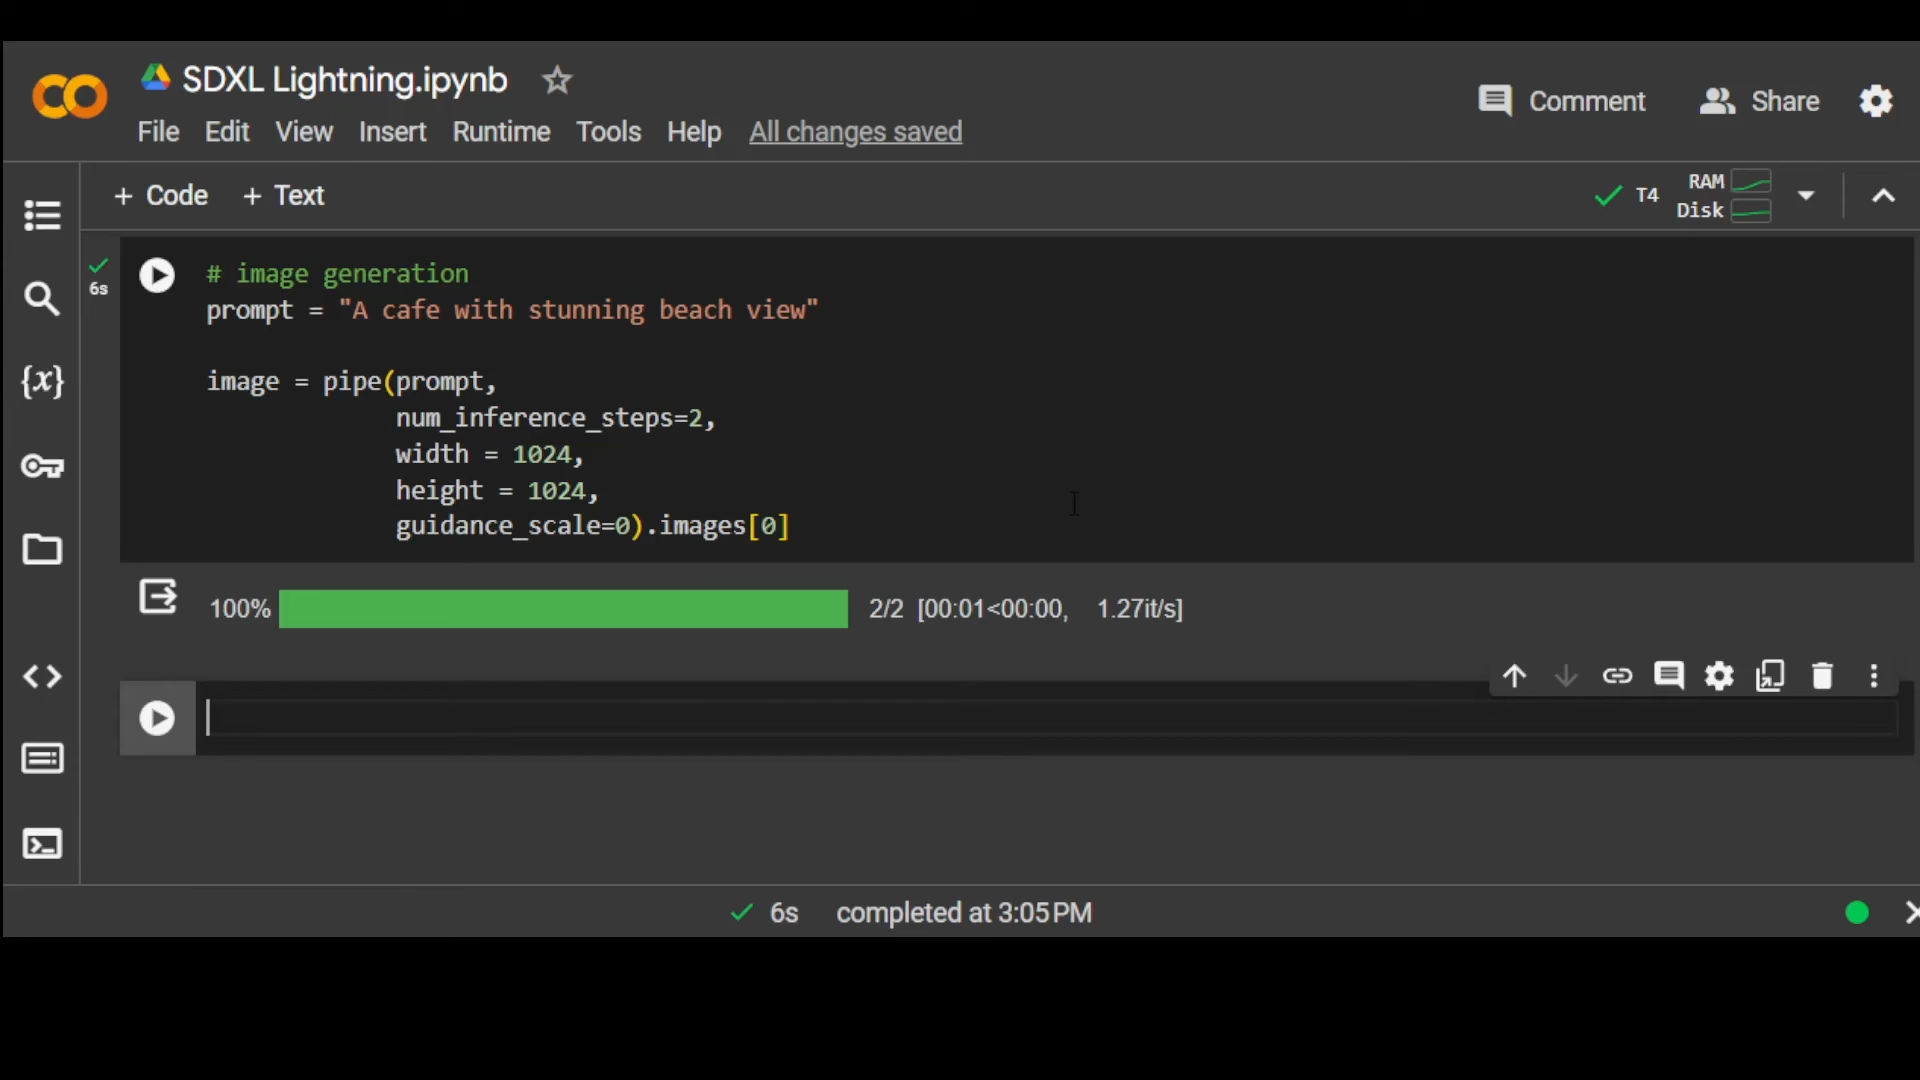 SDXL Lightning.ipynb
Comment Share
File Edit View Insert Runtime Tools Help All changes saved
+ Code + Text
T4 RAM
Disk
6s
# image generation
prompt = "A cafe with stunning beach view"
image = pipe(prompt,
num_inference_steps=2,
width = 1024,
height = 1024,
guidance_scale=0).images[0]
{x}
100% 2/2 [00:01<00:00, 1.27it/s]
6s completed at 3:05 PM